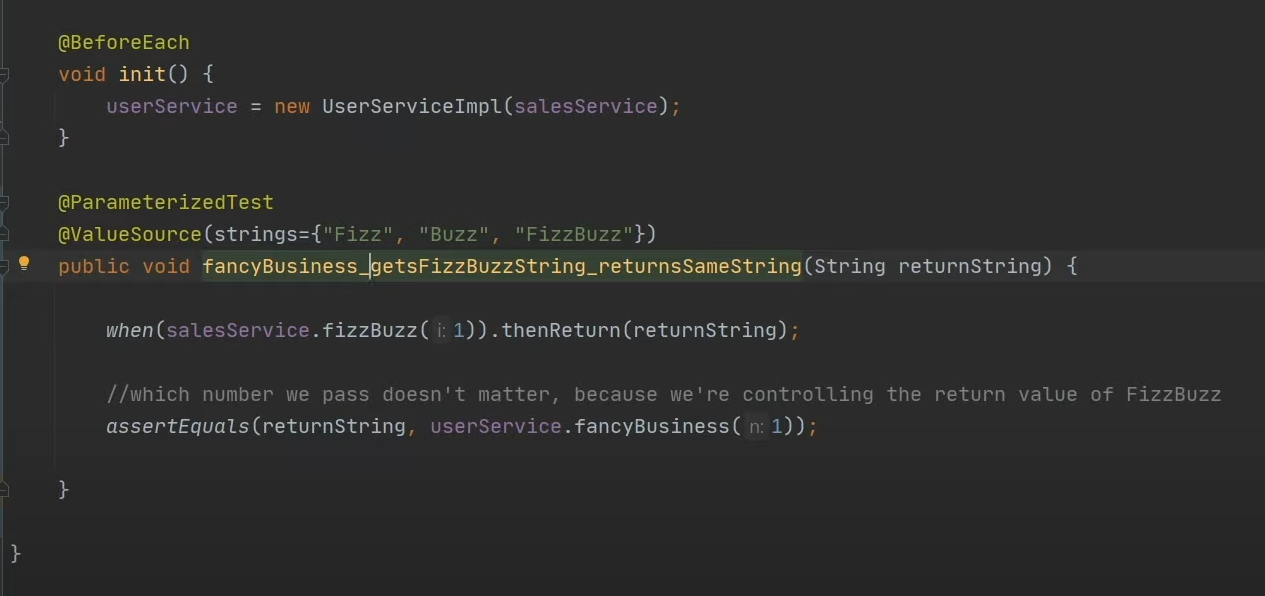 @BeforeEach
void init() {
userService = new UserServiceImpl(salesService);
}
@ParameterizedTest
@ValueSource(strings={"Fizz", "Buzz", "FizzBuzz"})
public void fancyBusiness_getsFizzBuzzString_returnsSameString(String returnString) {
when(salesService.fizzBuzz( i: 1)).thenReturn(returnString);
//which number we pass doesn't matter, because we're controlling the return value of FizzBuzz
assertEquals(returnString, userService.fancyBusiness( n: 1));
}
}